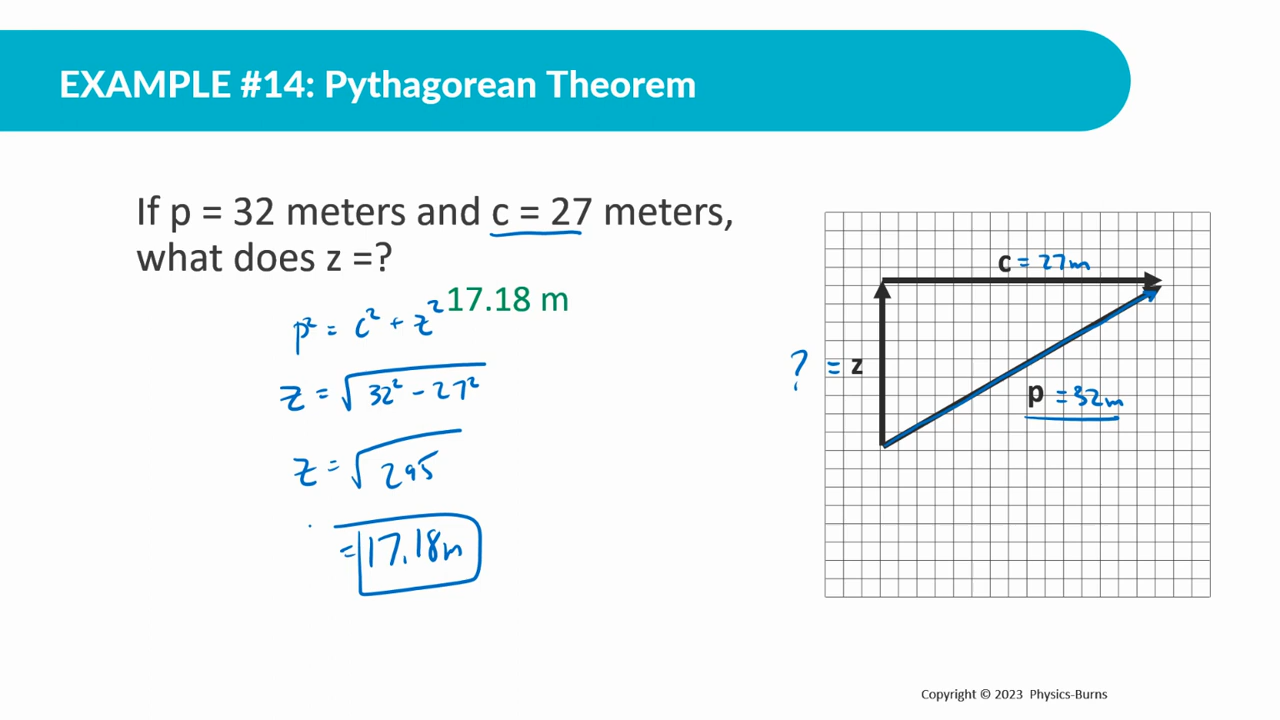 EXAMPLE #14: Pythagorean Theorem
If p = 32 meters and c = 27 meters,
what does z =?
17.18 m
p² = c² + z²
z = √32² - 27²
z = √295
= 17.18m
c = 27m
? = z
p = 32m
Copyright © 2023 Physics-Burns